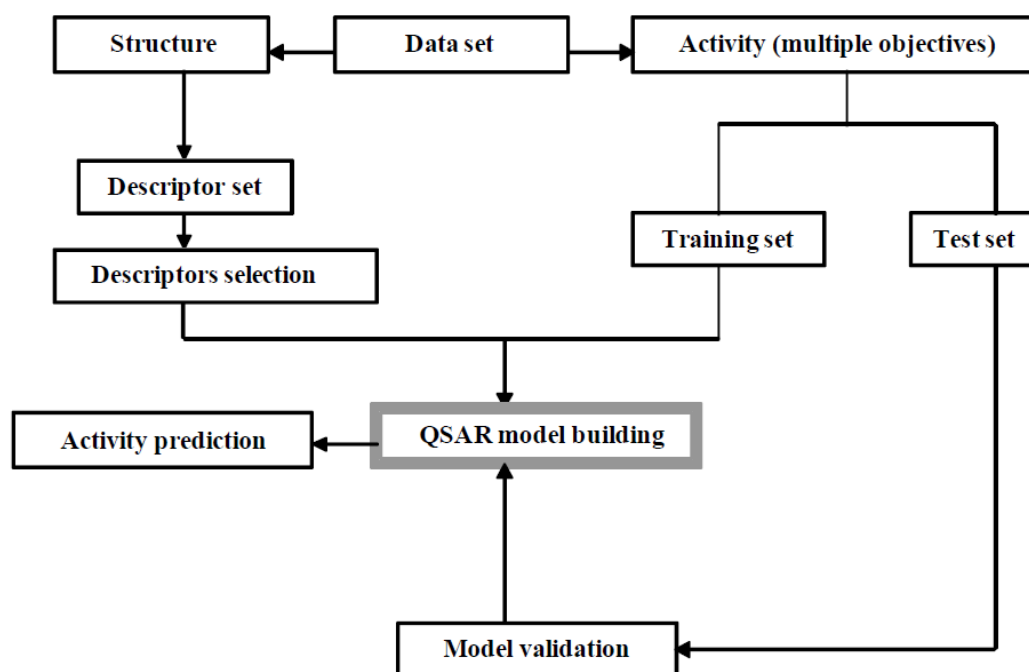 Structure
Data set
Activity (multiple objectives)
Descriptor set
Training set
Test set
Descriptors selection
Activity prediction
QSAR model building
Model validation